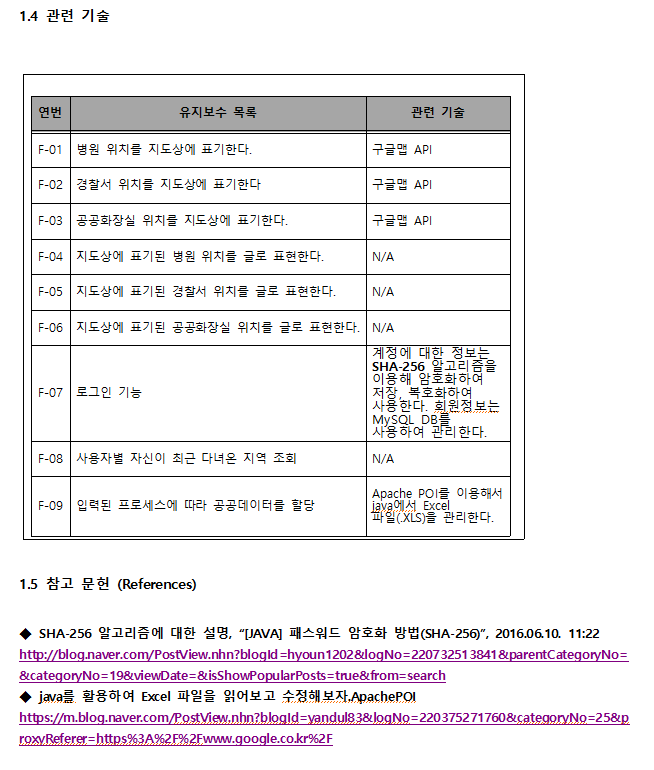 1.4 관련 기술
연번 유지보수 목록 관련 기술
F-01 병원 위치를 지도상에 표기한다. 구글맵 API
F-02 경찰서 위치를 지도상에 표기한다 구글맵 API
F-03 공공화장실 위치를 지도상에 표기한다. 구글맵 API
F-04 지도상에 표기된 병원 위치를 글로 표현한다. N/A
F-05 지도상에 표기된 경찰서 위치를 글로 표현한다. N/A
F-06 지도상에 표기된 공공화장실 위치를 글로 표현한다. N/A
F-07 로그인 기능
계정에 대한 정보는
SHA-256 알고리즘을
이용해 암호화하여
저장, 복호화하여
사용한다. 회원정보는
MySQL DB를
사용하여 관리한다.
F-08 사용자별 자신이 최근 다녀온 지역 조회 N/A
F-09 입력된 프로세스에 따라 공공데이터를 할당
Apache POI를 이용해서
java에서 Excel
파일(.XLS)을 관리한다.
1.5 참고 문헌 (References)
◆ SHA-256 알고리즘에 대한 설명, “[JAVA] 패스워드 암호화 방법(SHA-256)”, 2016.06.10. 11:22
http://blog.naver.com/PostView.nhn?blogId=hyoun1202&logNo=220732513841&parentCategoryNo=
&categoryNo=19&viewDate=&isShowPopularPosts=true&from=search
◆ java를 활용하여 Excel 파일을 읽어보고 수정해보자.ApachePOI
https://m.blog.naver.com/PostView.nhn?blogId=yandul83&logNo=220375271760&categoryNo=25&p
roxyReferer=https%3A%2F%2Fwww.google.co.kr%2F